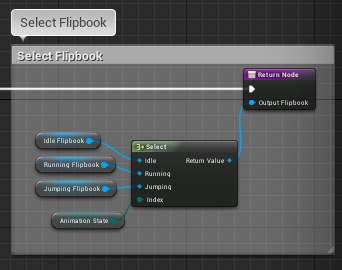 Select Flipbook
Select Flipbook
Return Node
Output Flipbook
Idle Flipbook
Running Flipbook
Jumping Flipbook
Animation State
Select
Idle
Return Value
Running
Jumping
Index